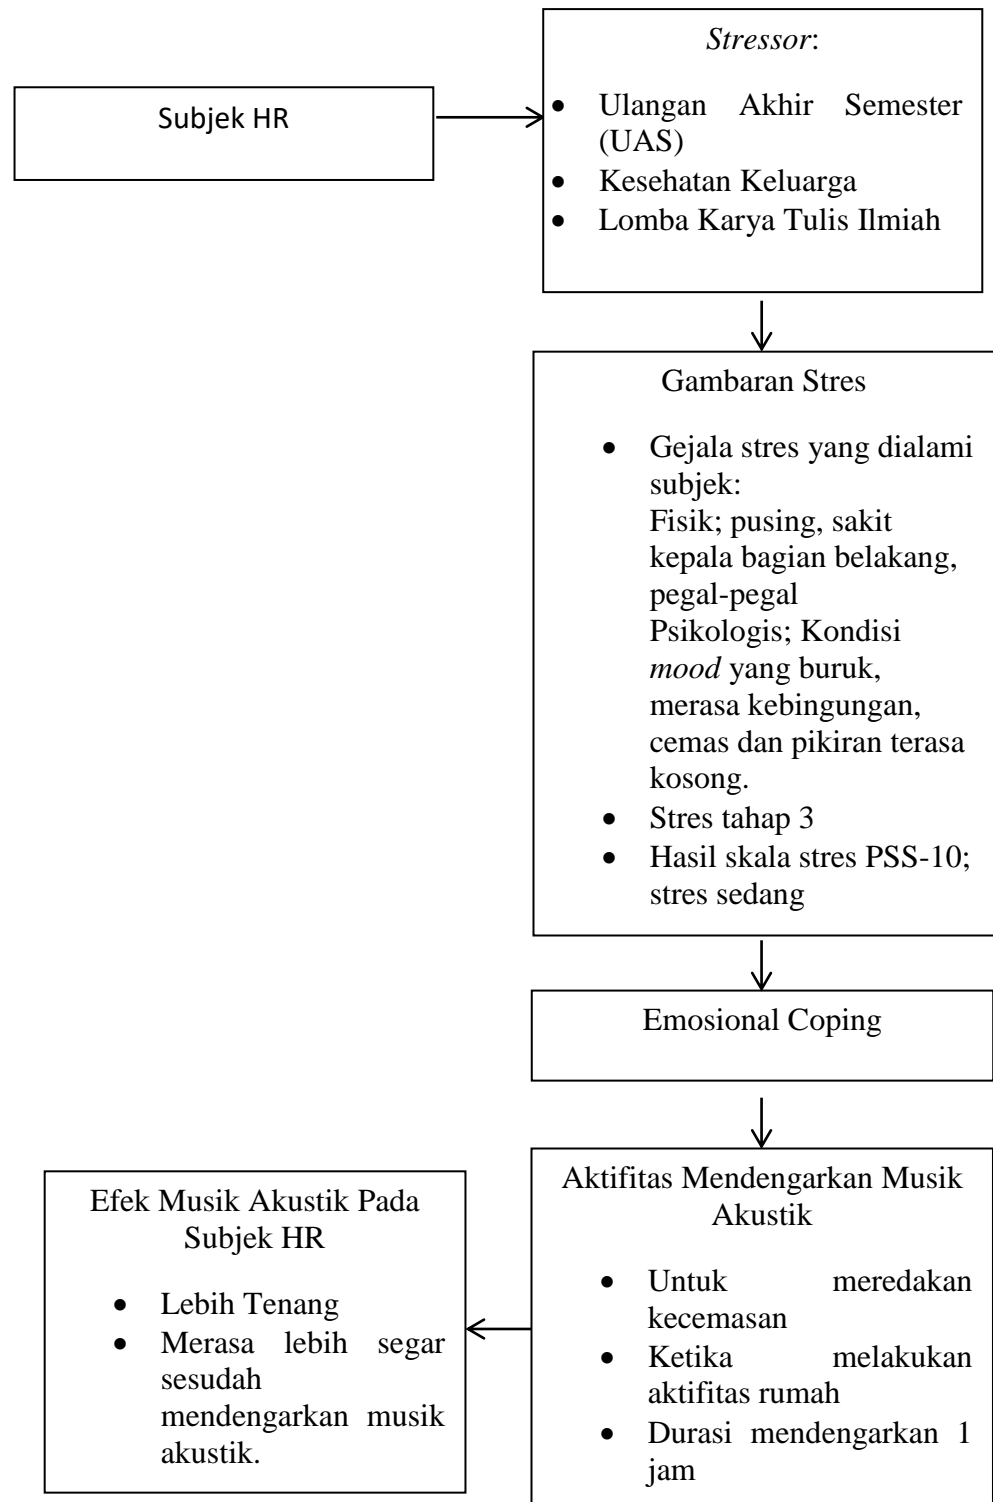 Subjek HR
Stressor:
• Ulangan Akhir Semester
(UAS)
• Kesehatan Keluarga
• Lomba Karya Tulis Ilmiah
Gambaran Stres
• Gejala stres yang dialami
subjek:
Fisik; pusing, sakit
kepala bagian belakang,
pegal-pegal
Psikologis; Kondisi
mood yang buruk,
merasa kebingungan,
cemas dan pikiran terasa
kosong.
• Stres tahap 3
• Hasil skala stres PSS-10;
stres sedang
Emosional Coping
Aktifitas Mendengarkan Musik
Akustik
• Untuk meredakan
kecemasan
• Ketika melakukan
aktifitas rumah
• Durasi mendengarkan 1
jam
Efek Musik Akustik Pada
Subjek HR
• Lebih Tenang
• Merasa lebih segar
sesudah
mendengarkan musik
akustik.